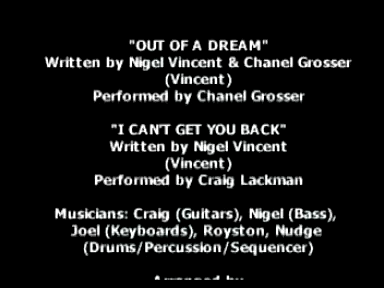 "OUT OF A DREAM"
Written by Nigel Vincent & Chanel Grosser
(Vincent)
Performed by Chanel Grosser
"I CAN'T GET YOU BACK"
Written by Nigel Vincent
(Vincent)
Performed by Craig Lackman
Musicians: Craig (Guitars), Nigel (Bass),
Joel (Keyboards), Royston, Nudge
(Drums/Percussion/Sequencer)
Arranged by